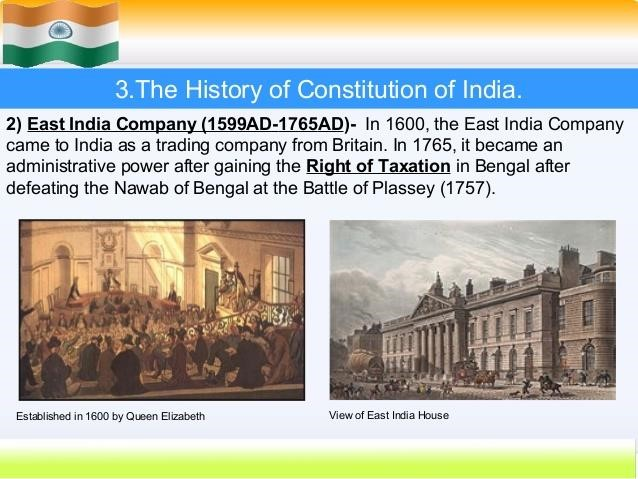 3.The History of Constitution of India.
2) East India Company (1599AD-1765AD)- In 1600, the East India Company
came to India as a trading company from Britain. In 1765, it became an
administrative power after gaining the Right of Taxation in Bengal after
defeating the Nawab of Bengal at the Battle of Plassey (1757).
Established in 1600 by Queen Elizabeth
View of East India House